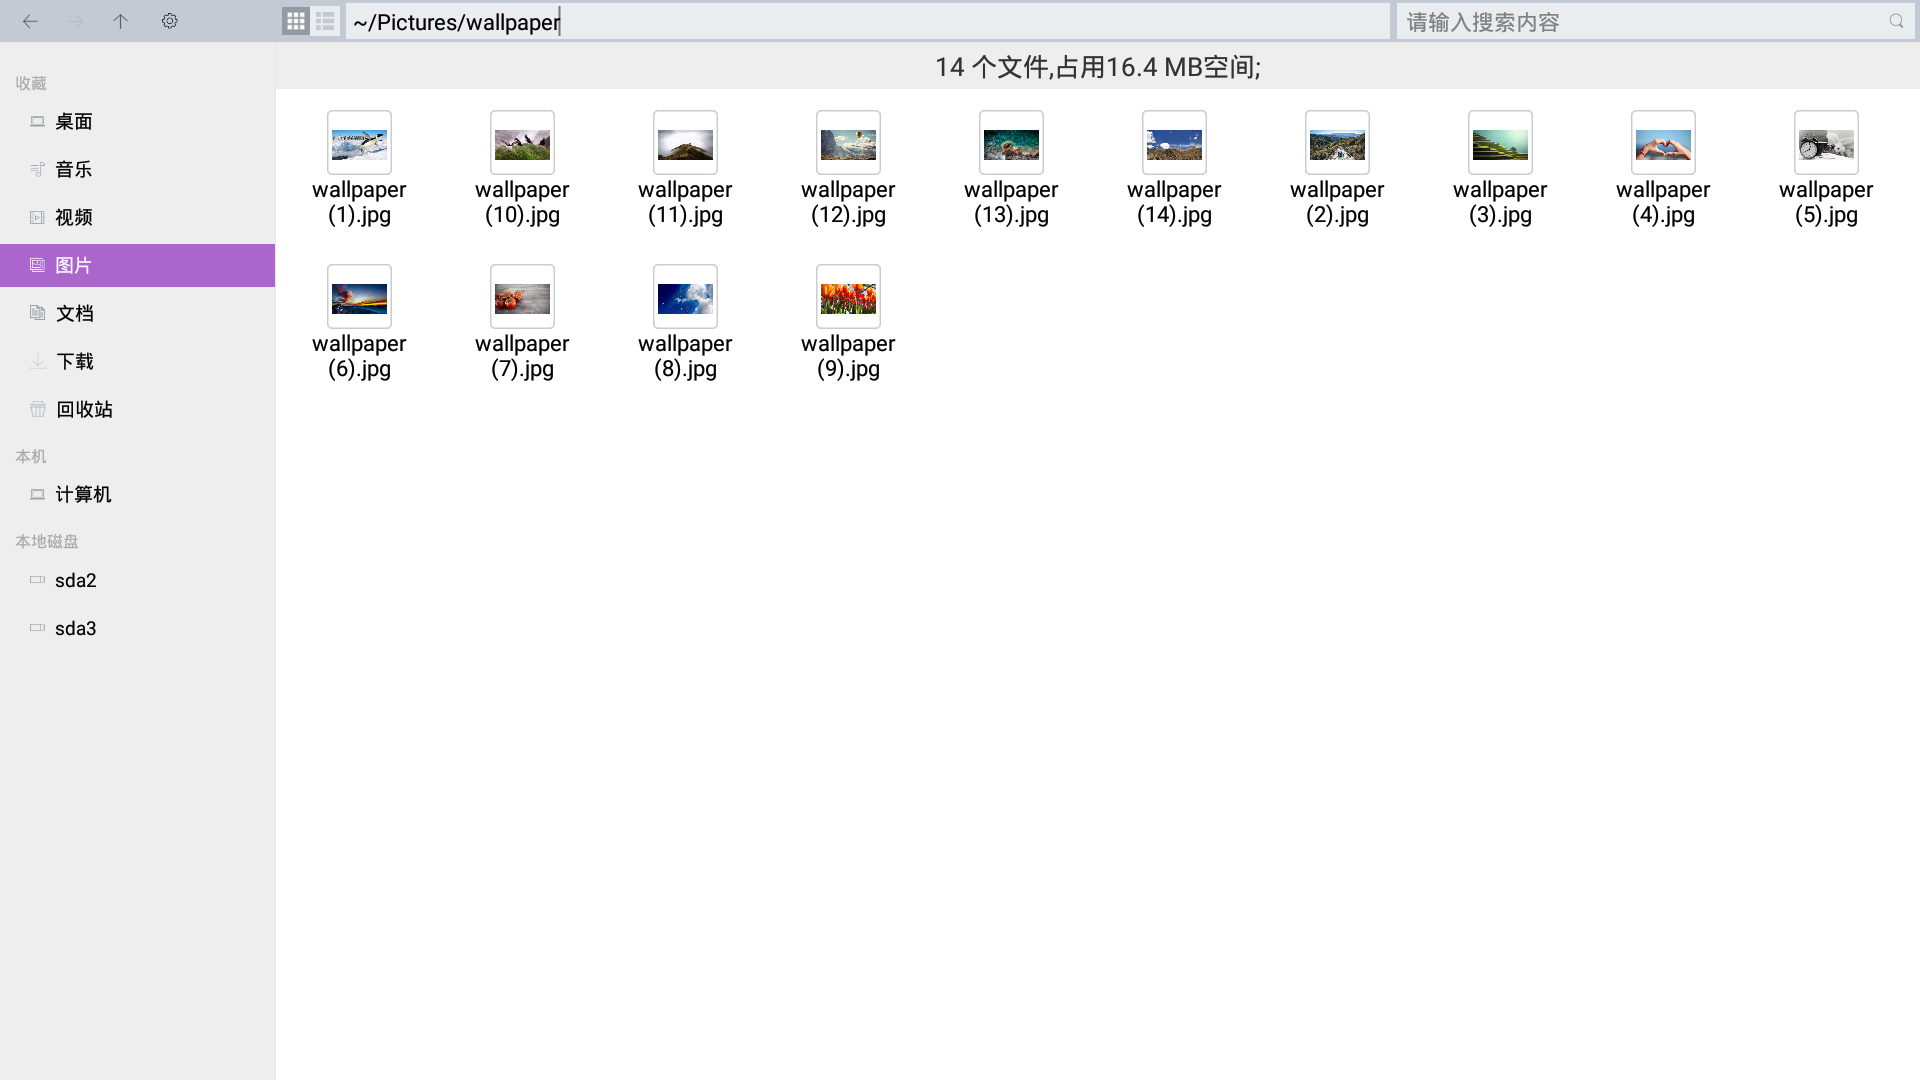 ~/Pictures/wallpaper
请输入搜索内容
收藏
桌面
音乐
视频
图片
文档
下载
回收站
本机
计算机
本地磁盘
sda2
sda3
14 个文件,占用16.4 MB空间;
wallpaper
(1).jpg
wallpaper
(10).jpg
wallpaper
(11).jpg
wallpaper
(12).jpg
wallpaper
(13).jpg
wallpaper
(14).jpg
wallpaper
(2).jpg
wallpaper
(3).jpg
wallpaper
(4).jpg
wallpaper
(5).jpg
wallpaper
(6).jpg
wallpaper
(7).jpg
wallpaper
(8).jpg
wallpaper
(9).jpg